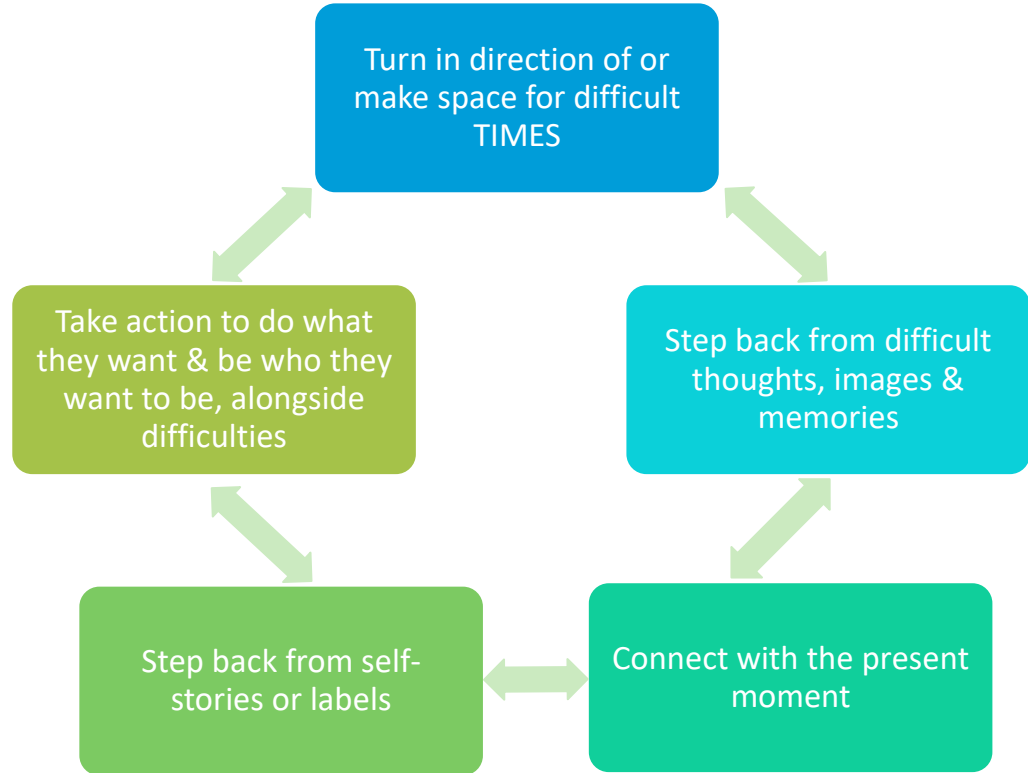 Turn in direction of or
make space for difficult
TIMES
Take action to do what
they want & be who they
want to be, alongside
difficulties
Step back from difficult
thoughts, images &
memories
Step back from self-
stories or labels
Connect with the present
moment